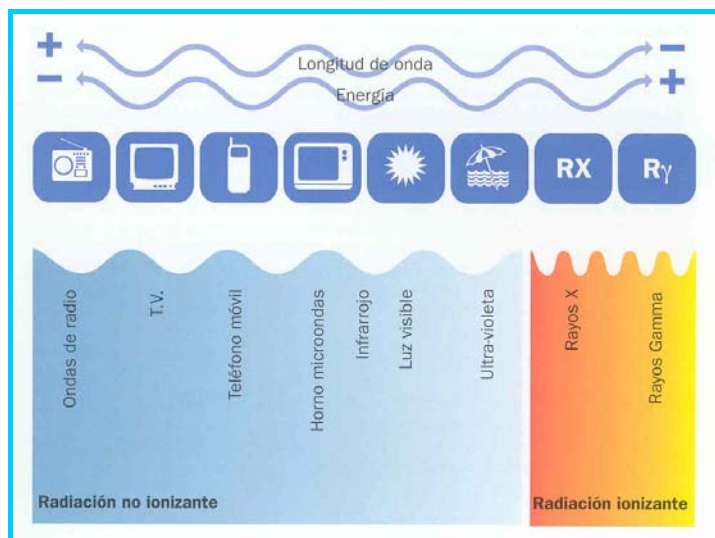 +
Longitud de onda
−
−
Energía
+
RX
Rγ
Ondas de radio
T.V.
Teléfono móvil
Horno microondas
Infrarrojo
Luz visible
Ultra-violeta
Rayos X
Rayos Gamma
Radiación no ionizante
Radiación ionizante